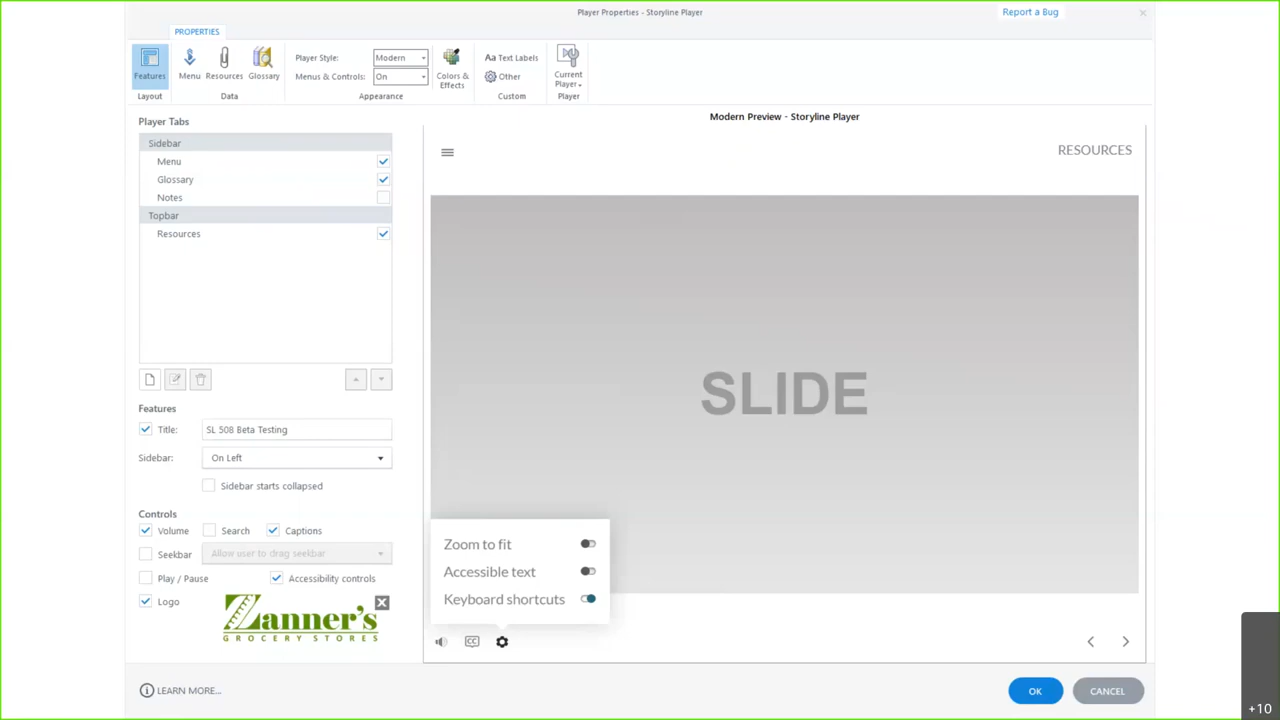 Player Properties - Storyline Player
Report a Bug
PROPERTIES
Features
Menu
Resources
Glossary
Player Style:
Modern
Menus & Controls:
On
Colors &
Effects
Aa Text Labels
Other
Current
Player
Layout
Data
Appearance
Custom
Player
Player Tabs
Sidebar
Menu
Glossary
Notes
Topbar
Resources
Features
Title:
SL 508 Beta Testing
Sidebar:
On Left
Sidebar starts collapsed
Controls
Volume
Search
Captions
Seekbar
Allow user to drag seekbar
Play / Pause
Accessibility controls
Logo
Zanner's
GROCERY STORES
Modern Preview - Storyline Player
RESOURCES
SLIDE
Zoom to fit
Accessible text
Keyboard shortcuts
CC
LEARN MORE...
OK
CANCEL
+10